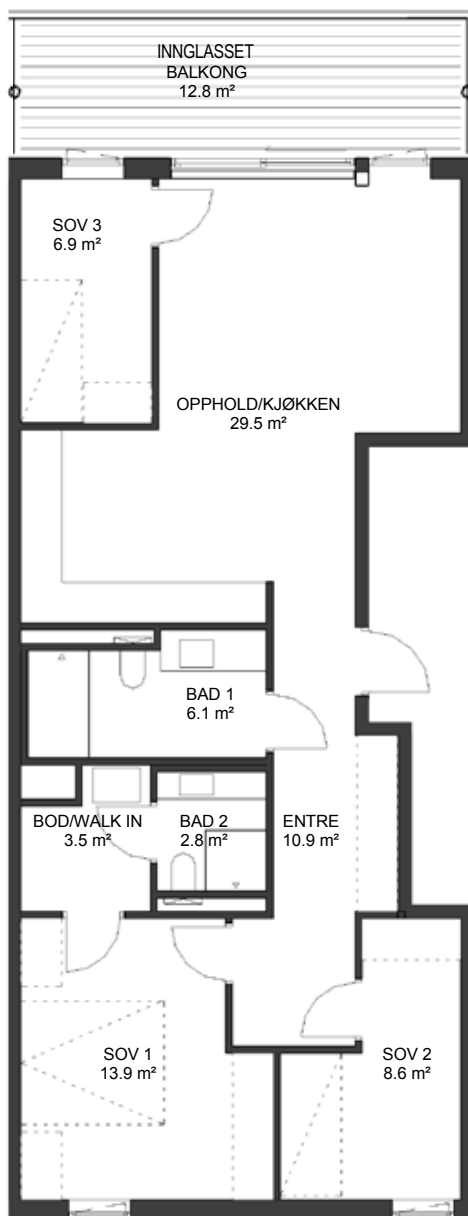 INNGLASSET
BALKONG
12.8 m²
SOV 3
6.9 m²
OPPHOLD/KJØKKEN
29.5 m²
BAD 1
6.1 m²
BOD/WALK IN
3.5 m²
BAD 2
2.8 m²
ENTRE
10.9 m²
SOV 1
13.9 m²
SOV 2
8.6 m²